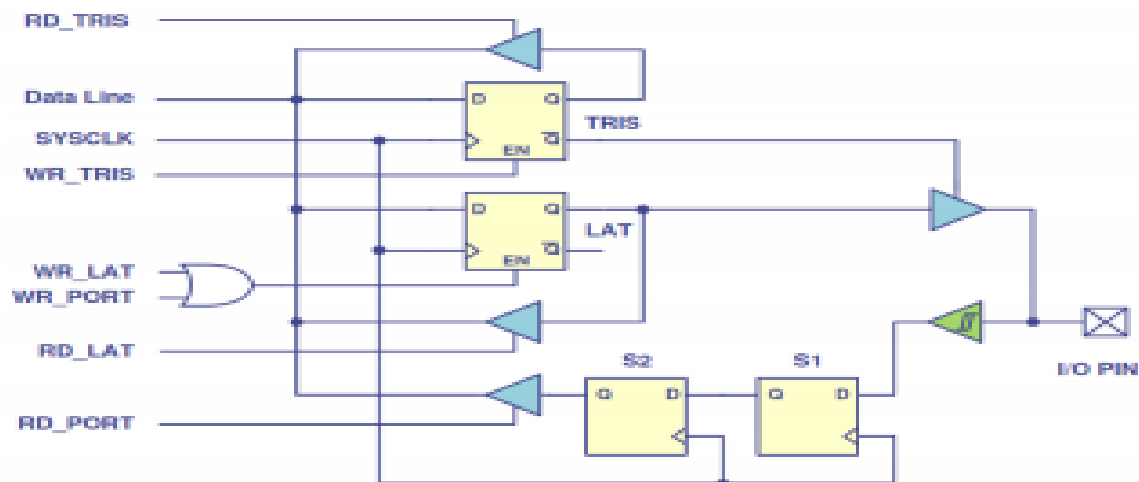 RD_TRIS
Data Line
SYSCLK
WR_TRIS
D Q
TRIS
Q
EN
D Q
LAT
Q
EN
WR_LAT
WR_PORT
RD_LAT
RD_PORT
S2
S1
Q D
Q D
I/O PIN